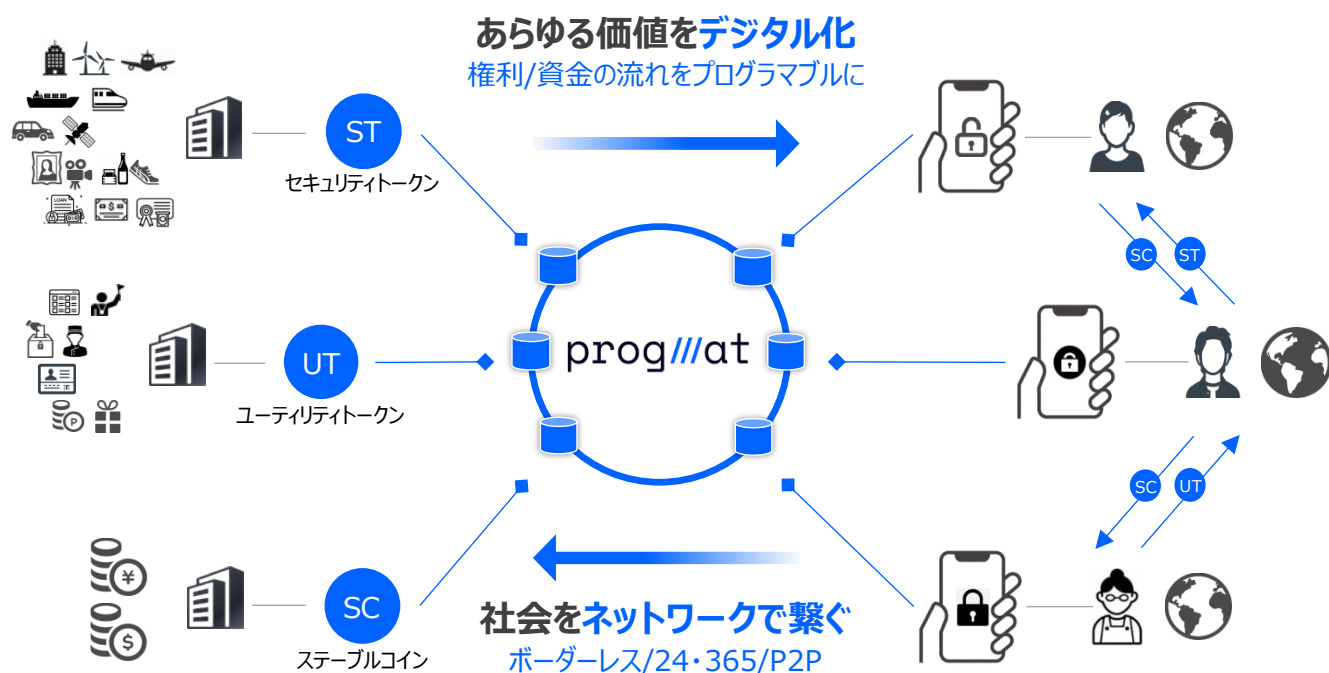 あらゆる価値をデジタル化
権利/資金の流れをプログラマブルに
ST
セキュリティトークン
LOAN
$
SC
ST
UT
ユーティリティトークン
P
prog///at
SC
UT
¥
$
SC
ステーブルコイン
社会をネットワークで繋ぐ
ボーダーレス/24・365/P2P